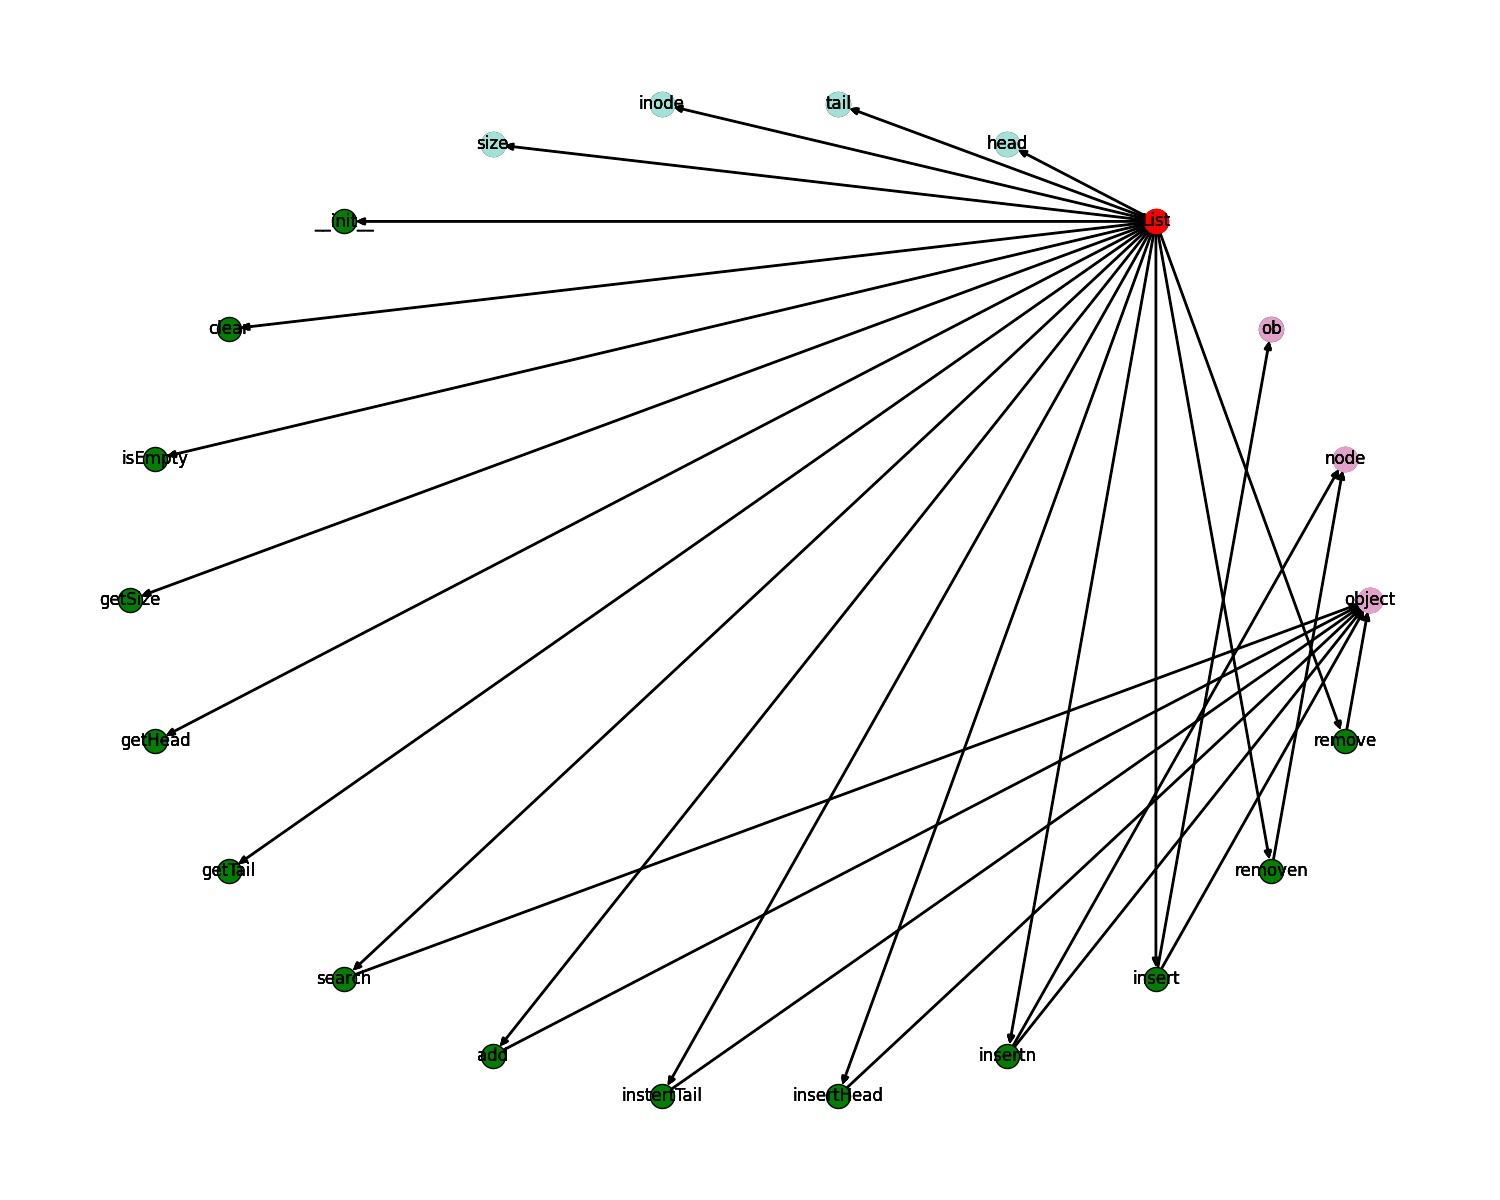 inode
tail
size
head
__init__
List
clear
ob
isEmpty
node
getSize
object
getHead
remove
getTail
removen
search
insert
add
insertn
instertTail
insertHead